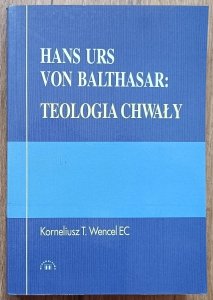 HANS URS
VON BALTHASAR:
TEOLOGIA CHWAŁY
Korneliusz T. Wencel EC